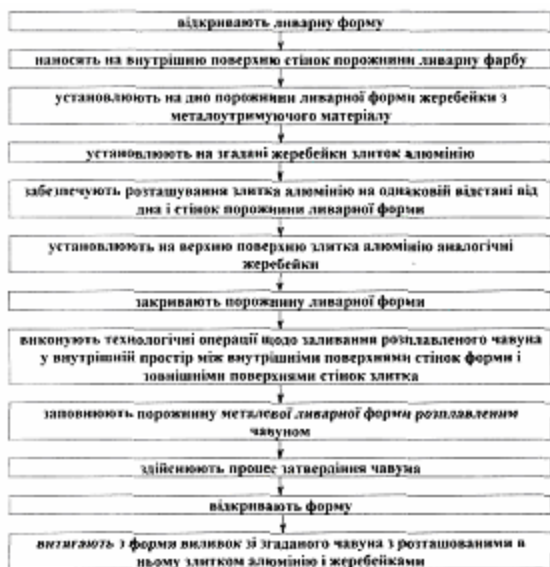 відкривають ливарну форму
наносять на внутрішню поверхню стінок порожнини ливарну фарбу
установлюють на дно порожнини ливарної форми жеребейки з
металоутримуючого матеріалу
установлюють на згадані жеребейки злиток алюмінію
забезпечують розташування злитка алюмінію на однаковій відстані від
дна і стінок порожнини ливарної форми
установлюють на верхню поверхню злитка алюмінію аналогічні
жеребейки
закривають порожнину ливарної форми
виконують технологічні операції щодо заливання розплавленого чавуна
у внутрішній простір між внутрішніми поверхнями стінок форми і
зовнішніми поверхнями стінок злитка
заповнюють порожнину металевої ливарної форми розплавленим
чавуном
здійснюють процес затвердіння чавуна
відкривають форму
витягають з форми виливок зі згаданого чавуна з розташованими в
ньому злитком алюмінію і жеребейками